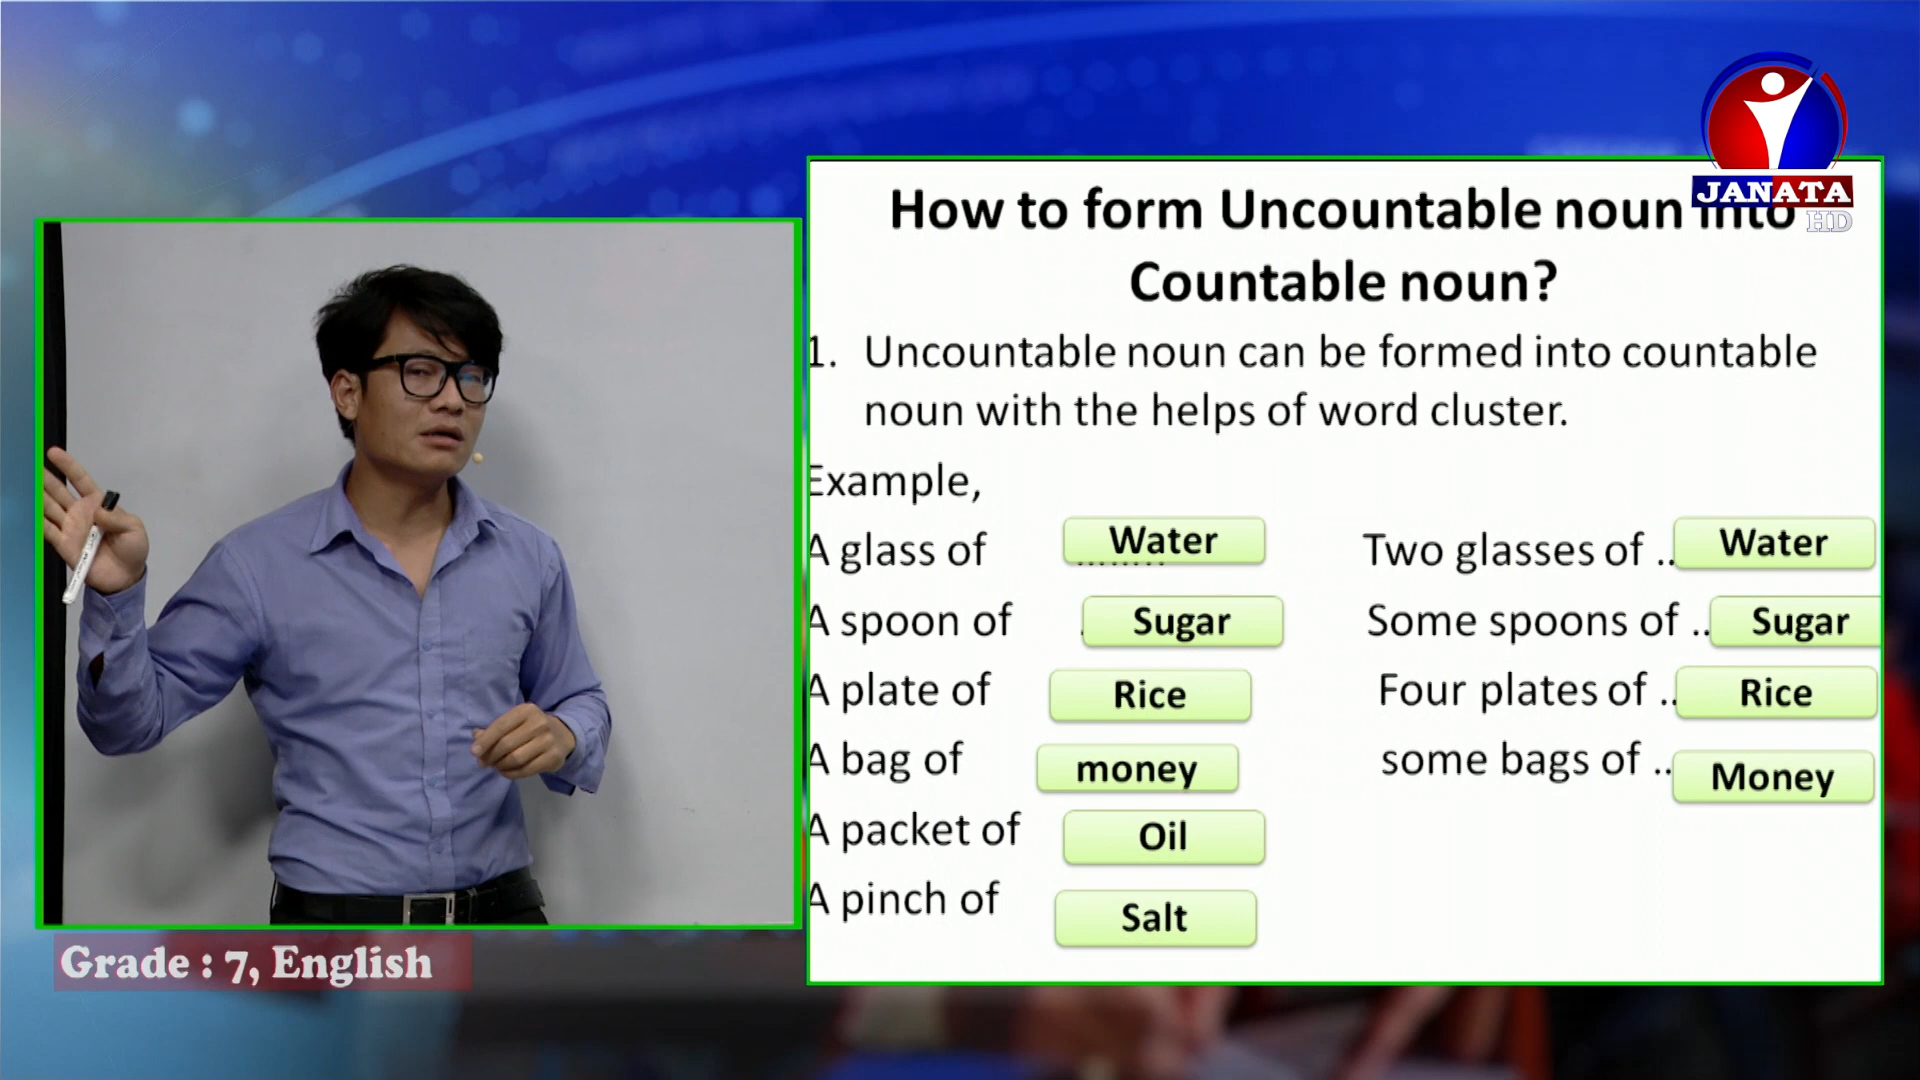 JANATA
HD
How to form Uncountable noun into
Countable noun?
1. Uncountable noun can be formed into countable
noun with the helps of word cluster.
Example,
A glass of ........ Water Two glasses of .. Water
A spoon of . Sugar Some spoons of .. Sugar
A plate of Rice Four plates of .. Rice
A bag of money some bags of .. Money
A packet of Oil
A pinch of Salt
Grade : 7, English